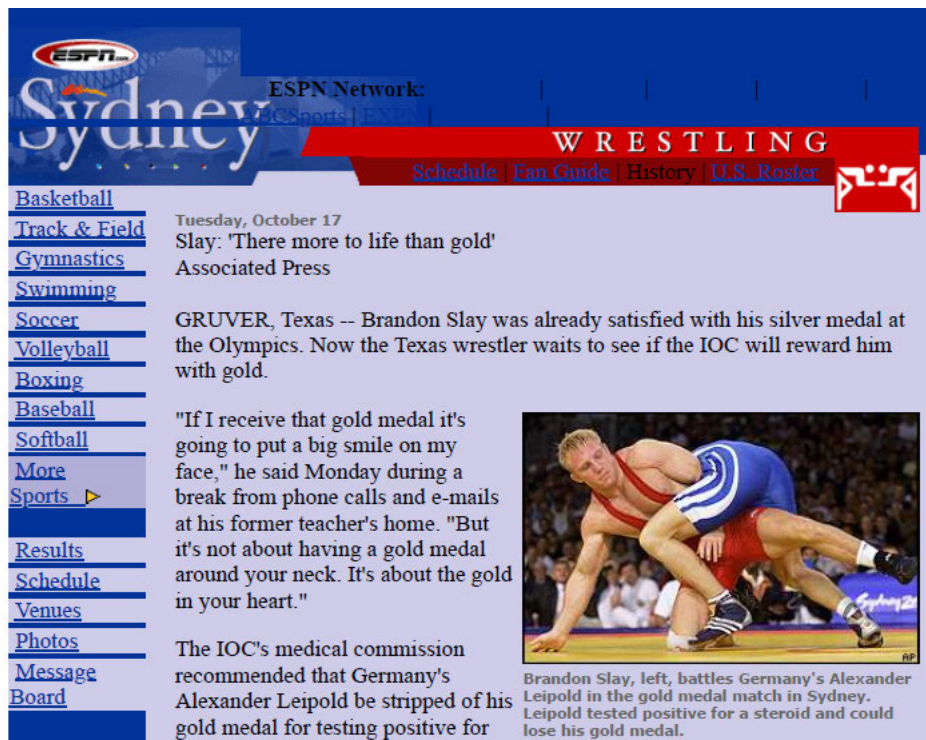 ESPN.com
Sydney
ESPN Network: | | | |
ABCSports | EXPN | |
WRESTLING
Schedule | Fan Guide | History | U.S. Roster
Basketball
Track & Field
Gymnastics
Swimming
Soccer
Volleyball
Boxing
Baseball
Softball
More
Sports
Results
Schedule
Venues
Photos
Message
Board
Tuesday, October 17
Slay: 'There more to life than gold'
Associated Press
GRUVER, Texas -- Brandon Slay was already satisfied with his silver medal at
the Olympics. Now the Texas wrestler waits to see if the IOC will reward him
with gold.
"If I receive that gold medal it's
going to put a big smile on my
face," he said Monday during a
break from phone calls and e-mails
at his former teacher's home. "But
it's not about having a gold medal
around your neck. It's about the gold
in your heart."
The IOC's medical commission
recommended that Germany's
Alexander Leipold be stripped of his
gold medal for testing positive for
Sydney 2
AP
Brandon Slay, left, battles Germany's Alexander
Leipold in the gold medal match in Sydney.
Leipold tested positive for a steroid and could
lose his gold medal.